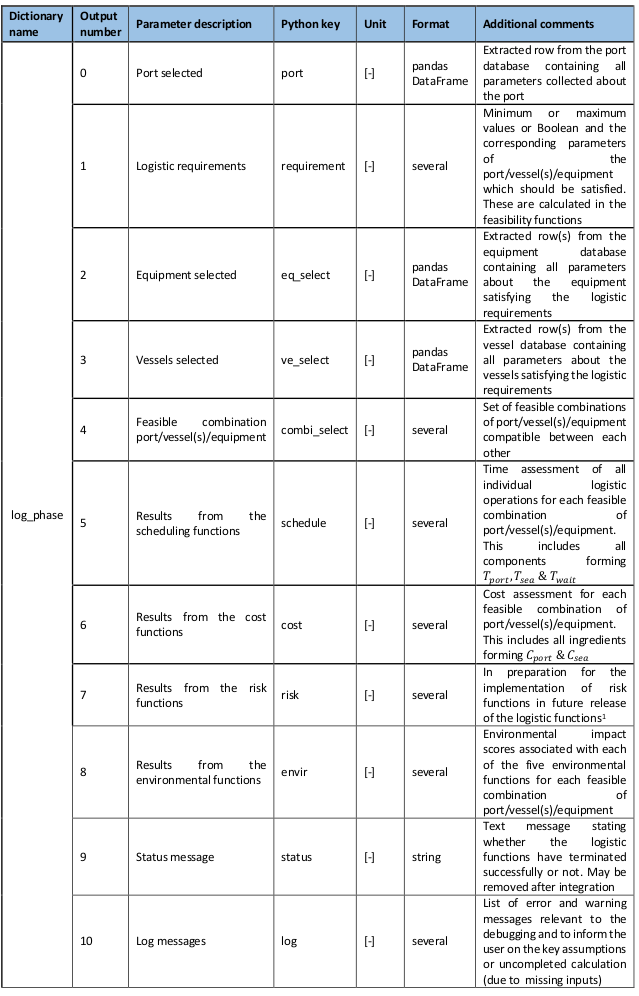 Dictionary name
Output number
Parameter description
Python key
Unit
Format
Additional comments
log_phase
0
Port selected
port
[-]
pandas
DataFrame
Extracted row from the port
database containing all
parameters collected about
the port
1
Logistic requirements
requirement
[-]
several
Minimum or maximum
values or Boolean and the
corresponding parameters
of the
port/vessel(s)/equipment
which should be satisfied.
These are calculated in the
feasibility functions
2
Equipment selected
eq_select
[-]
pandas
DataFrame
Extracted row(s) from the
equipment database
containing all parameters
about the equipment
satisfying the logistic
requirements
3
Vessels selected
ve_select
[-]
pandas
DataFrame
Extracted row(s) from the
vessel database containing
all parameters about the
vessels satisfying the logistic
requirements
4
Feasible combination
port/vessel(s)/equipment
combi_select
[-]
several
Set of feasible combinations
of port/vessel(s)/equipment
compatible between each
other
5
Results from the
scheduling functions
schedule
[-]
several
Time assessment of all
individual logistic
operations for each feasible
combination of
port/vessel(s)/equipment.
This includes all
components forming
T_port, T_sea & T_wait
6
Results from the cost
functions
cost
[-]
several
Cost assessment for each
feasible combination of
port/vessel(s)/equipment.
This includes all ingredients
forming C_port & C_sea
7
Results from the risk
functions
risk
[-]
several
In preparation for the
implementation of risk
functions in future release
of the logistic functions¹
8
Results from the
environmental functions
envir
[-]
several
Environmental impact
scores associated with each
of the five environmental
functions for each feasible
combination of
port/vessel(s)/equipment
9
Status message
status
[-]
string
Text message stating
whether the logistic
functions have terminated
successfully or not. May be
removed after integration
10
Log messages
log
[-]
several
List of error and warning
messages relevant to the
debugging and to inform the
user on the key assumptions
or uncompleted calculation
(due to missing inputs)